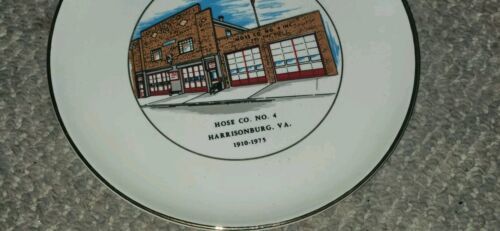 HOSE CO. NO. 4
HARRISONBURG, VA.
1910-1975